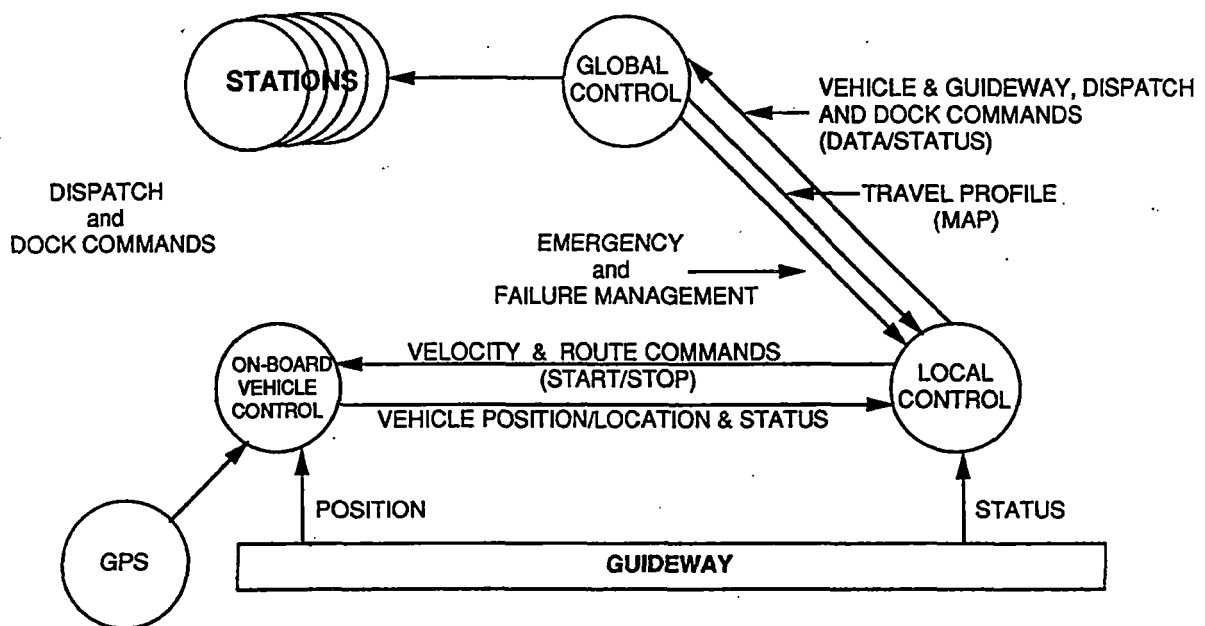 STATIONS
GLOBAL
CONTROL
VEHICLE & GUIDEWAY, DISPATCH
AND DOCK COMMANDS
(DATA/STATUS)
TRAVEL PROFILE
(MAP)
DISPATCH
and
DOCK COMMANDS
EMERGENCY
and
FAILURE MANAGEMENT
ON-BOARD
VEHICLE
CONTROL
VELOCITY & ROUTE COMMANDS
(START/STOP)
VEHICLE POSITION/LOCATION & STATUS
LOCAL
CONTROL
GPS
POSITION
STATUS
GUIDEWAY